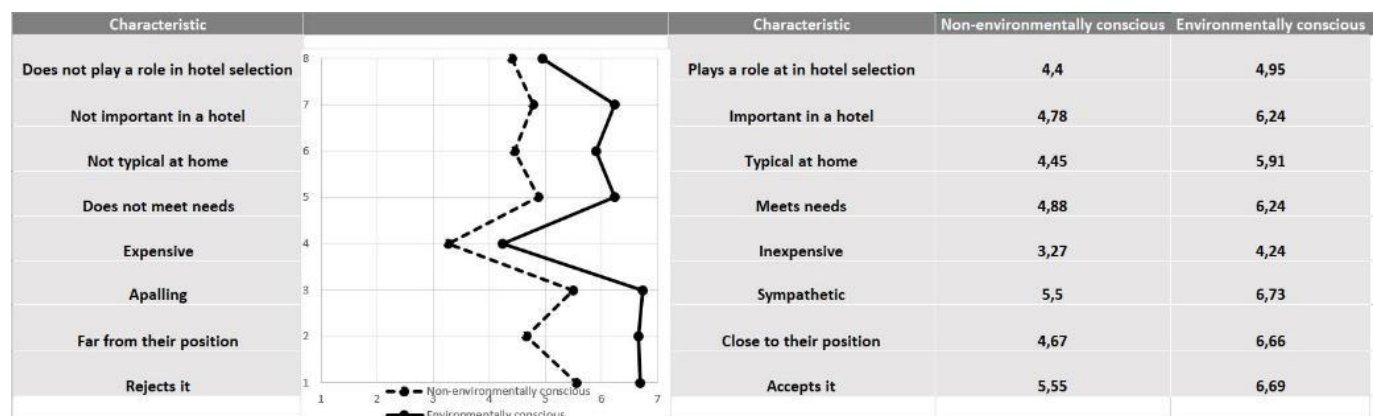 Characteristic Characteristic Non-environmentally conscious Environmentally conscious
Does not play a role in hotel selection 8 Plays a role at in hotel selection 4,4 4,95
Not important in a hotel 7 Important in a hotel 4,78 6,24
Not typical at home 6 Typical at home 4,45 5,91
Does not meet needs 5 Meets needs 4,88 6,24
Expensive 4 Inexpensive 3,27 4,24
Apalling 3 Sympathetic 5,5 6,73
Far from their position 2 Close to their position 4,67 6,66
Rejects it 1 Accepts it 5,55 6,69
Non-environmentally conscious
1 2 3 4 5 6 7
Environmentally conscious